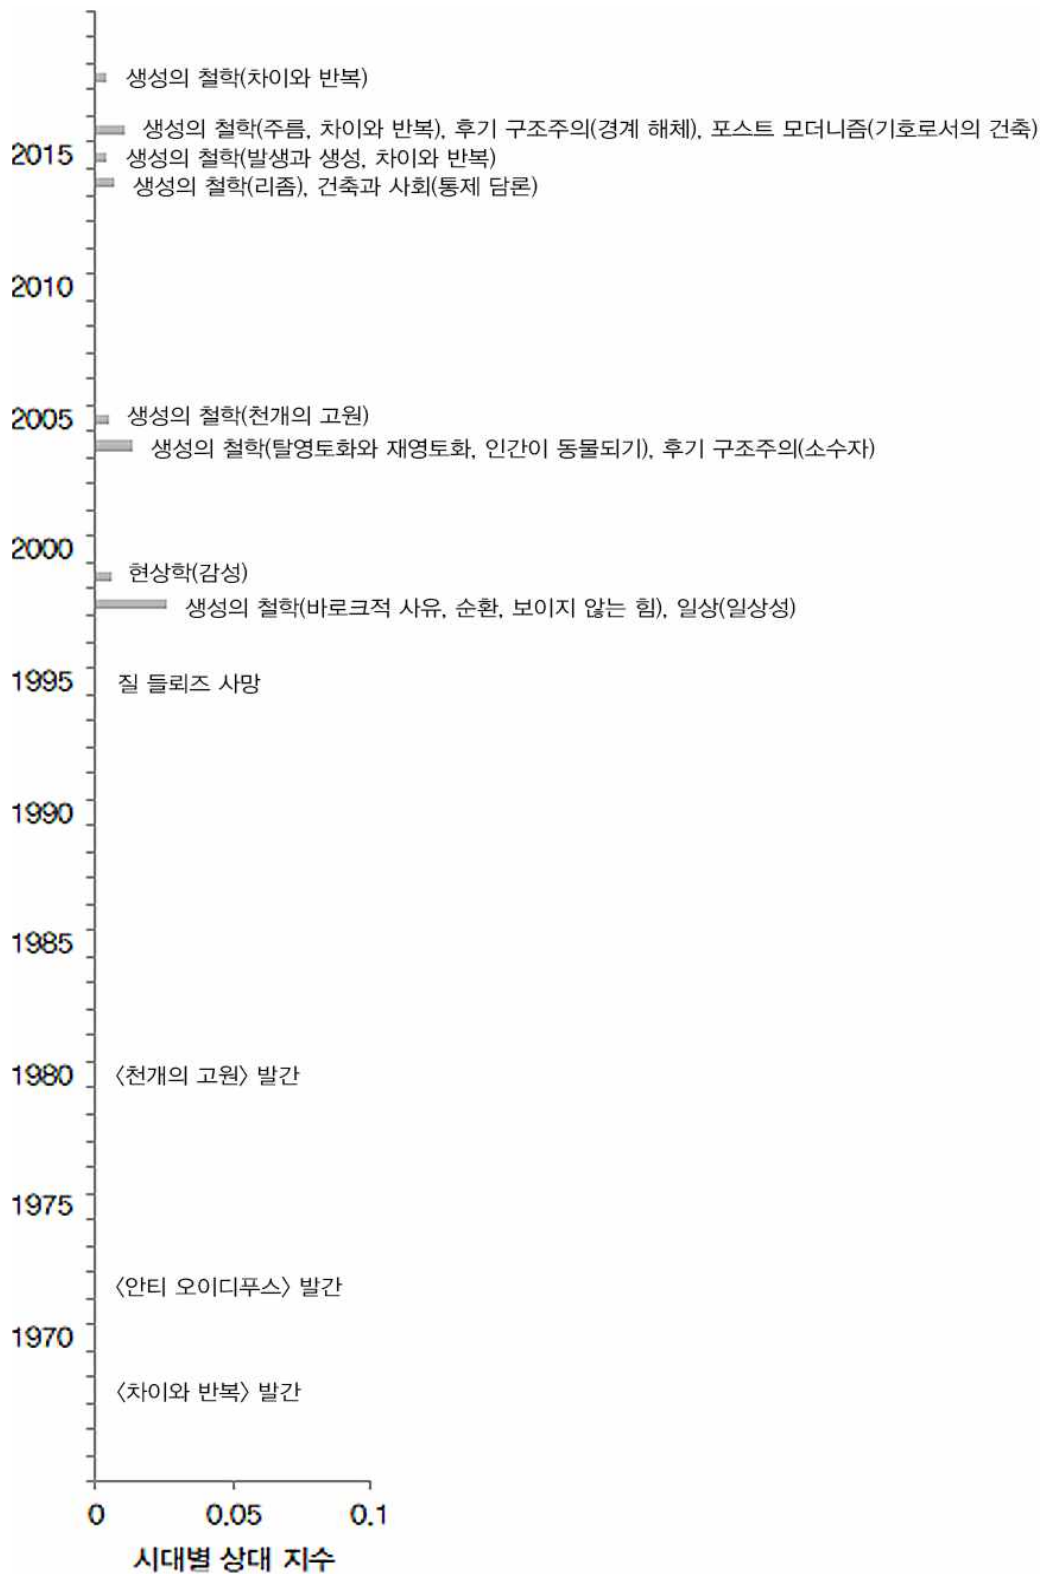 생성의 철학(차이와 반복)
생성의 철학(주름, 차이와 반복), 후기 구조주의(경계 해체), 포스트 모더니즘(기호로서의 건축)
2015
생성의 철학(발생과 생성, 차이와 반복)
생성의 철학(리좀), 건축과 사회(통제 담론)
2010
2005
생성의 철학(천개의 고원)
생성의 철학(탈영토화와 재영토화, 인간이 동물되기), 후기 구조주의(소수자)
2000
현상학(감성)
생성의 철학(바로크적 사유, 순환, 보이지 않는 힘), 일상(일상성)
1995
질 들뢰즈 사망
1990
1985
1980
〈천개의 고원〉 발간
1975
〈안티 오이디푸스〉 발간
1970
〈차이와 반복〉 발간
0 0.05 0.1
시대별 상대 지수